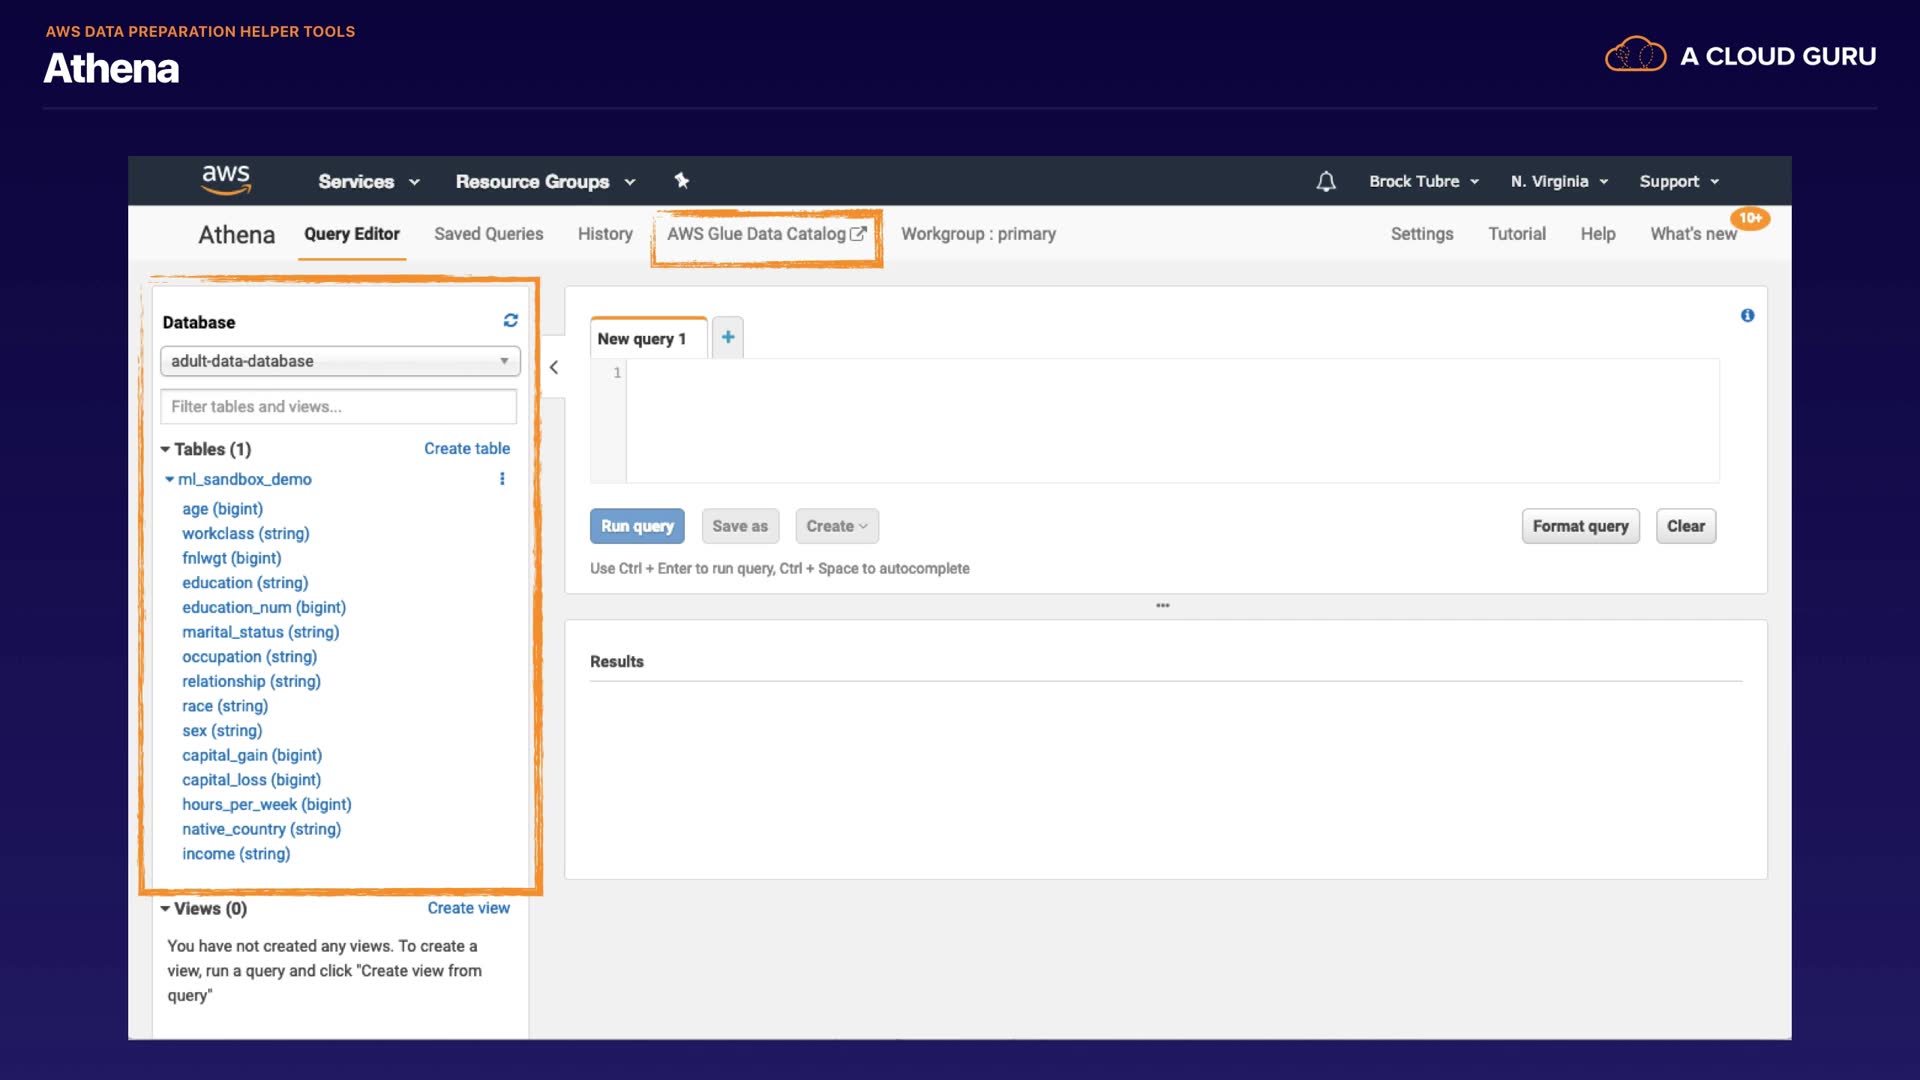 AWS DATA PREPARATION HELPER TOOLS
Athena
A CLOUD GURU
aws Services Resource Groups Brock Tubre N. Virginia Support
Athena Query Editor Saved Queries History AWS Glue Data Catalog Workgroup : primary Settings Tutorial Help What's new 10+
Database
adult-data-database
Filter tables and views...
Tables (1) Create table
ml_sandbox_demo
age (bigint)
workclass (string)
fnlwgt (bigint)
education (string)
education_num (bigint)
marital_status (string)
occupation (string)
relationship (string)
race (string)
sex (string)
capital_gain (bigint)
capital_loss (bigint)
hours_per_week (bigint)
native_country (string)
income (string)
Views (0) Create view
You have not created any views. To create a
view, run a query and click "Create view from
query"
New query 1 +
1
Run query Save as Create Format query Clear
Use Ctrl + Enter to run query, Ctrl + Space to autocomplete
Results